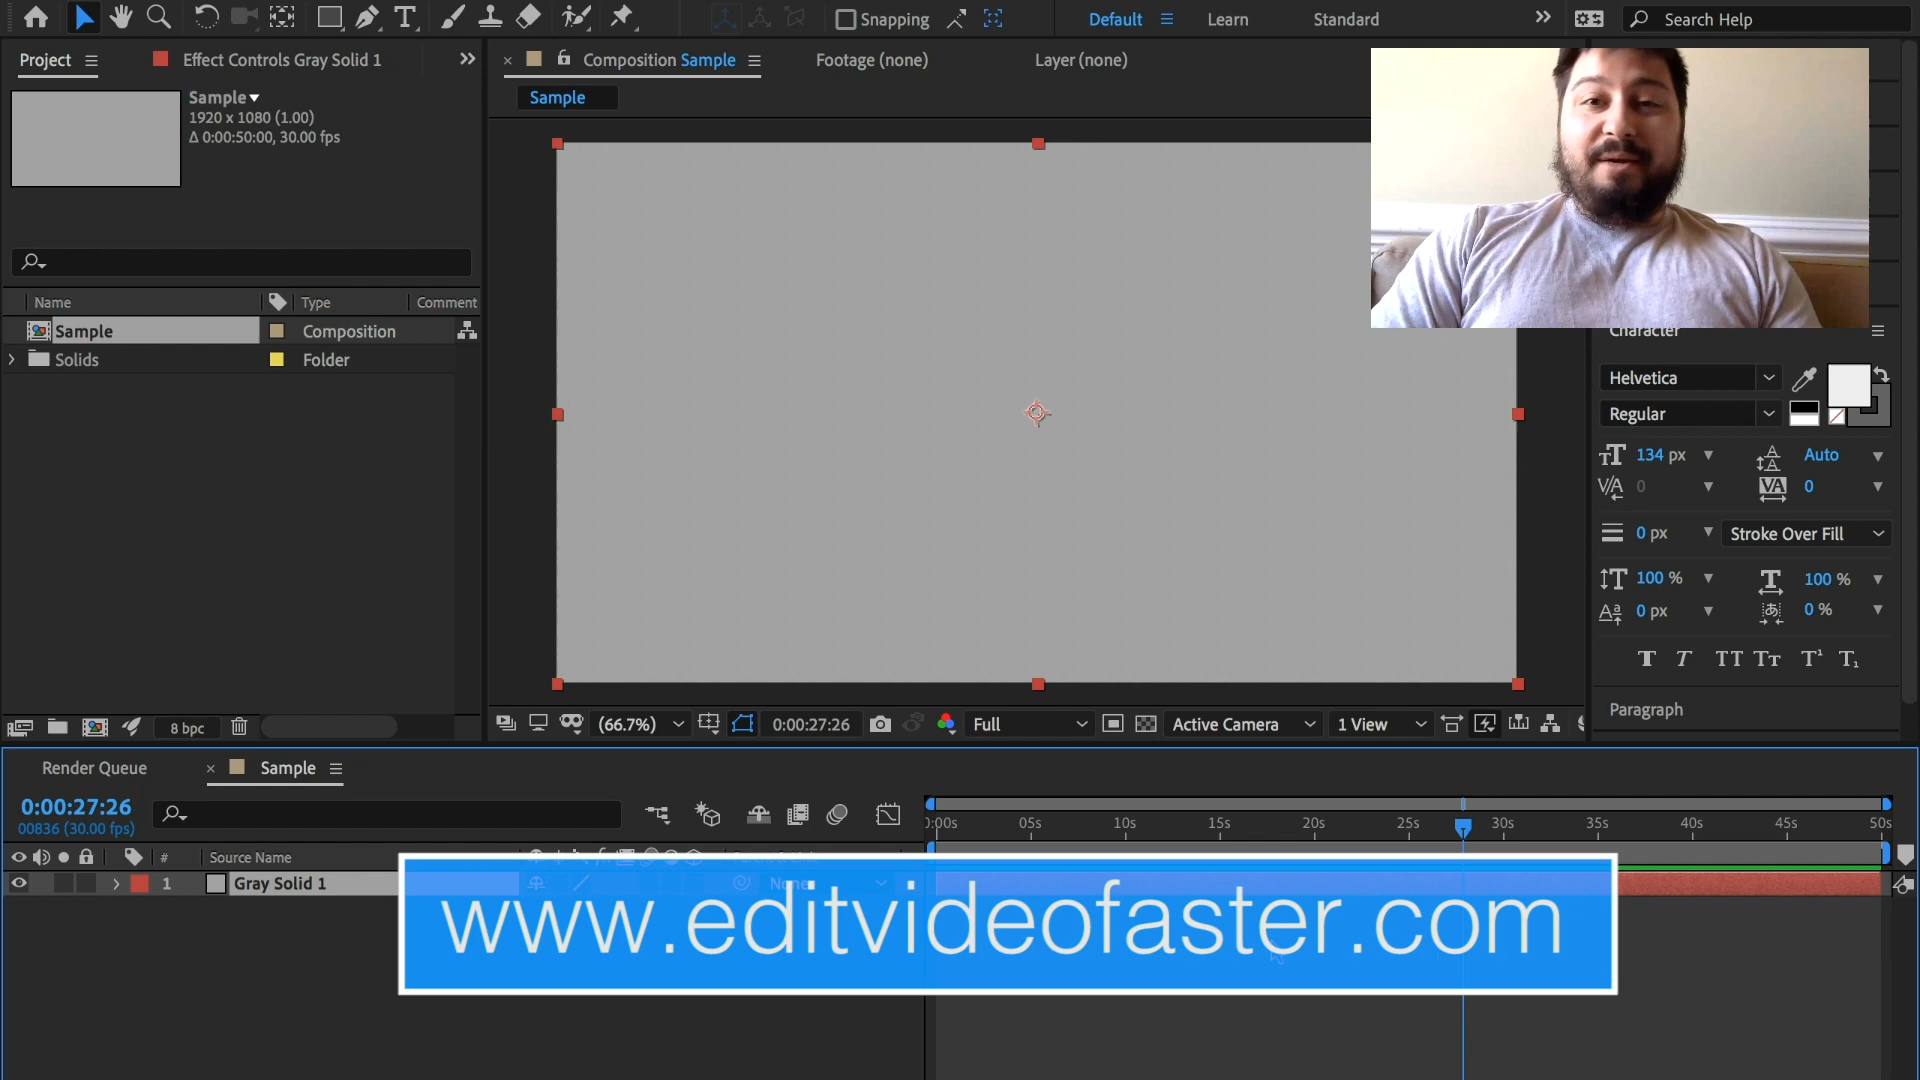 Snapping
Default
Learn
Standard
Search Help
Project
Effect Controls Gray Solid 1
Composition Sample
Footage (none)
Layer (none)
Sample
Sample
1920 x 1080 (1.00)
Δ 0:00:50:00, 30.00 fps
Name
Type
Comment
Sample
Composition
Solids
Folder
8 bpc
(66.7%)
0:00:27:26
Full
Active Camera
1 View
Character
Helvetica
Regular
134 px
Auto
0
0
0 px
Stroke Over Fill
100 %
100 %
0 px
0 %
Paragraph
Render Queue
Sample
0:00:27:26
00836 (30.00 fps)
0:00s
05s
10s
15s
20s
25s
30s
35s
40s
45s
50s
#
Source Name
1
Gray Solid 1
None
www.editvideofaster.com